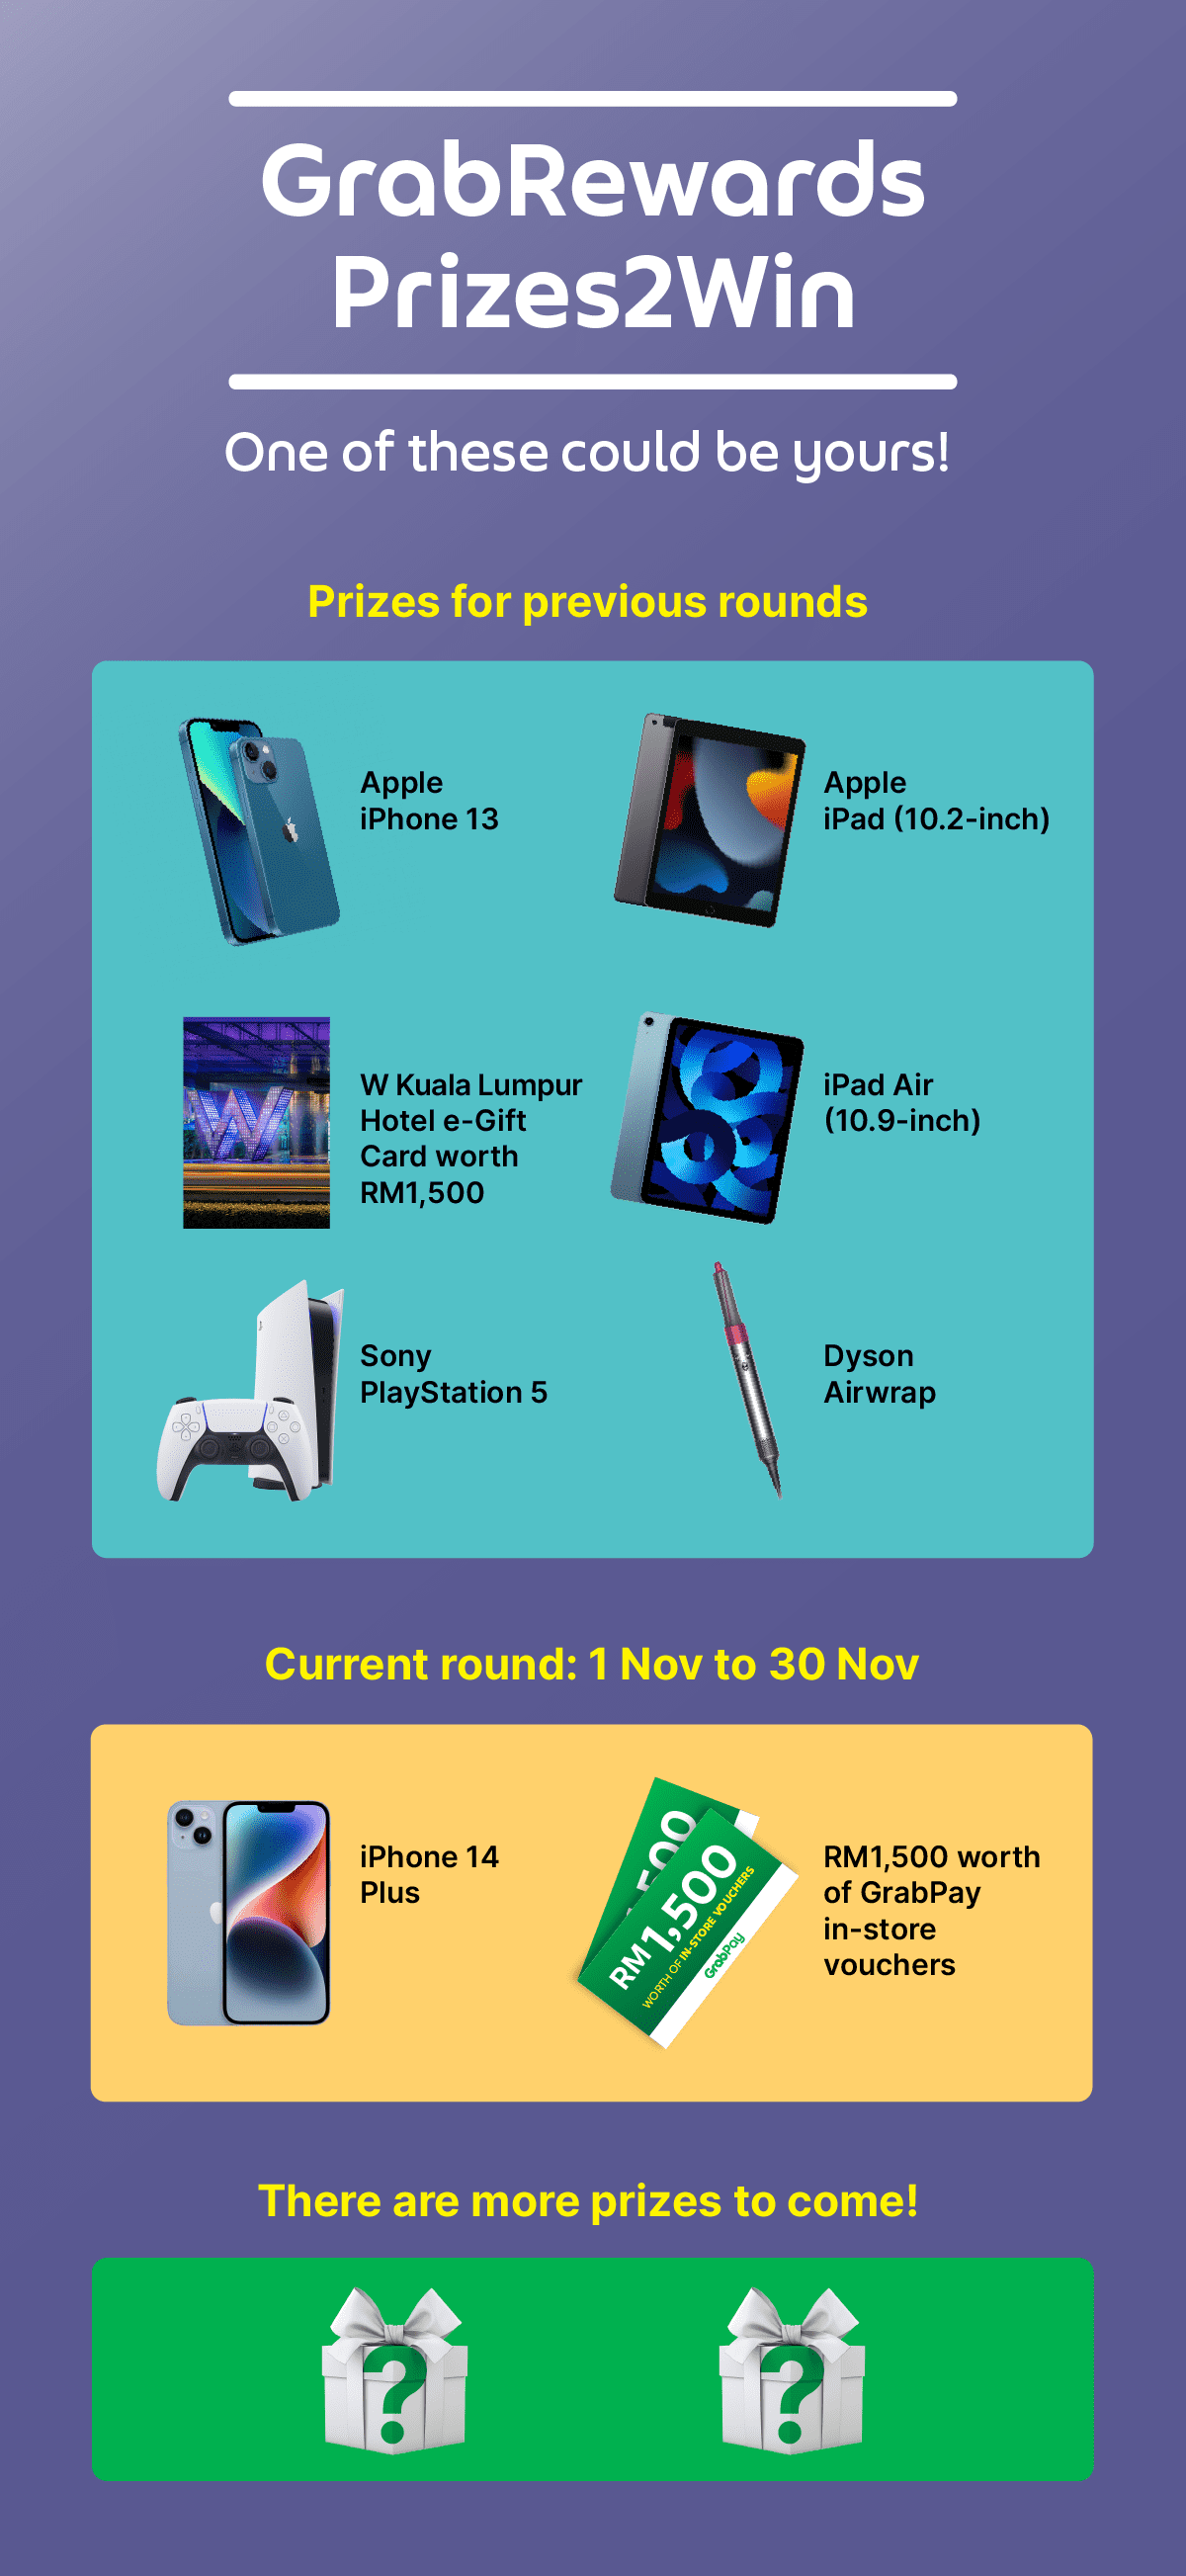 GrabRewards
Prizes2Win
One of these could be yours!
Prizes for previous rounds
Apple
iPhone 13
Apple
iPad (10.2-inch)
W Kuala Lumpur
Hotel e-Gift
Card worth
RM1,500
iPad Air
(10.9-inch)
Sony
PlayStation 5
Dyson
Airwrap
Current round: 1 Nov to 30 Nov
iPhone 14
Plus
500
RM1,500
WORTH OF IN-STORE VOUCHERS
GrabPay
RM1,500 worth
of GrabPay
in-store
vouchers
There are more prizes to come!
?
?